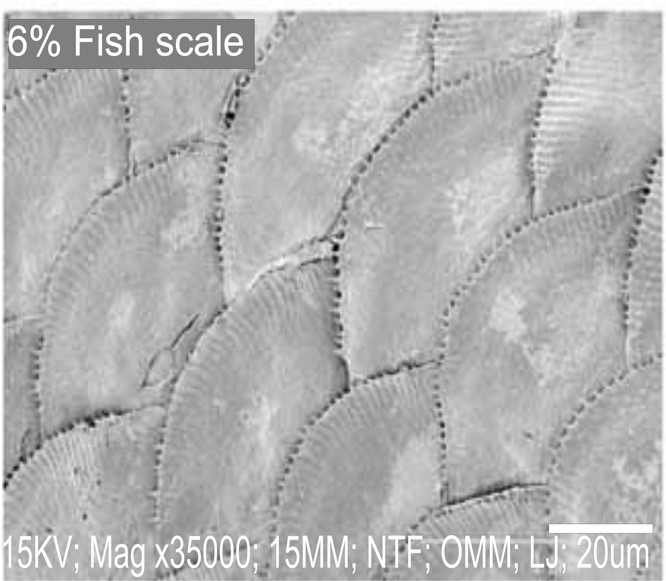 6% Fish scale
15KV; Mag x35000; 15MM; NTF; OMM; LJ; 20um